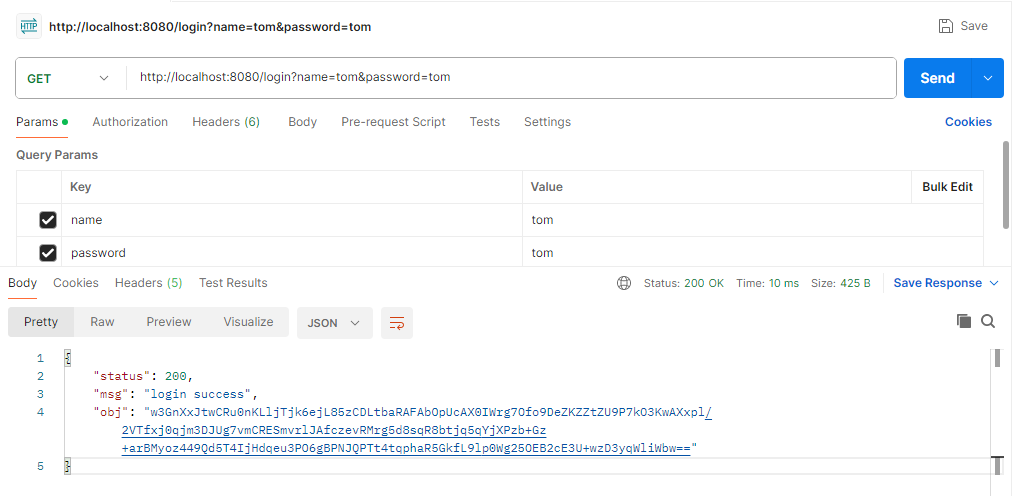 HTTP http://localhost:8080/login?name=tom&password=tom Save
GET http://localhost:8080/login?name=tom&password=tom Send
Params Authorization Headers (6) Body Pre-request Script Tests Settings Cookies
Query Params
Key Value Bulk Edit
name tom
password tom
Body Cookies Headers (5) Test Results Status: 200 OK Time: 10 ms Size: 425 B Save Response
Pretty Raw Preview Visualize JSON
1 {
2 "status": 200,
3 "msg": "login success",
4 "obj": "w3GnXxJtwCRu0nKLljTjk6ejL85zCDLtbaRAFAbOpUcAX0IWrg7Ofo9DeZKZZtZU9P7kO3KwAXxpl/
2VTfxj0qjm3DJUg7vmCRESmvrlJAfczevRMrg5d8sqR8btjq5qYjXPzb+Gz
+arBMyoz449Qd5T4IjHdqeu3PO6gBPNJQPTt4tqphaR5GkfL9lp0Wg25OEB2cE3U+wzD3yqWliWbw=="
5 }